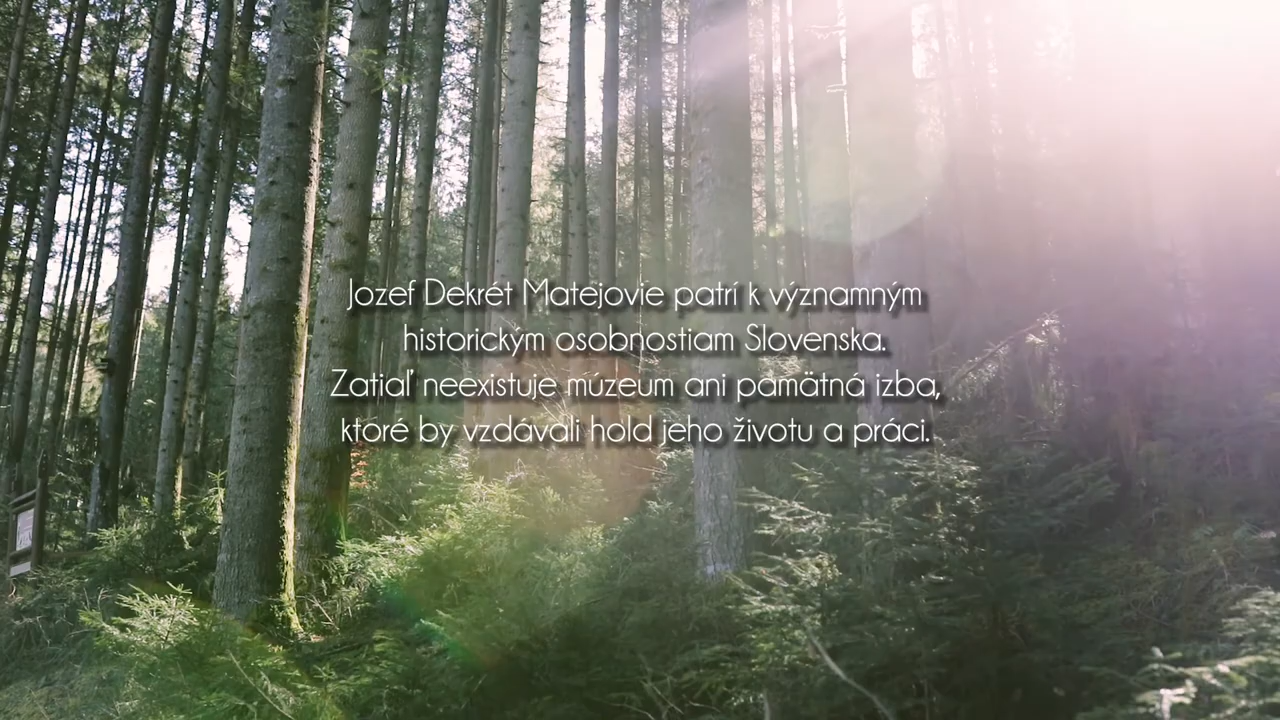 Jozef Dekrét Matejovie patrí k významným
historickým osobnostiam Slovenska.
Zatiaľ neexistuje múzeum ani pamätná izba,
ktoré by vzdávali hold jeho životu a práci.